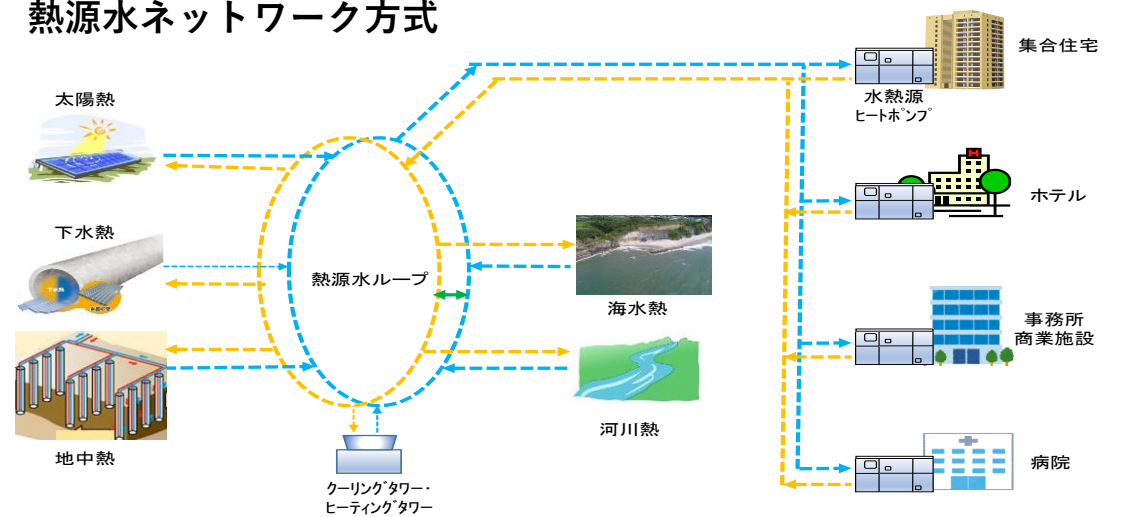 熱源水ネットワーク方式
集合住宅
水熱源
ヒートポンプ
太陽熱
ホテル
下水熱
下水熱
熱源水ループ
海水熱
事務所
商業施設
河川熱
地中熱
病院
クーリングタワー・
ヒーティングタワー